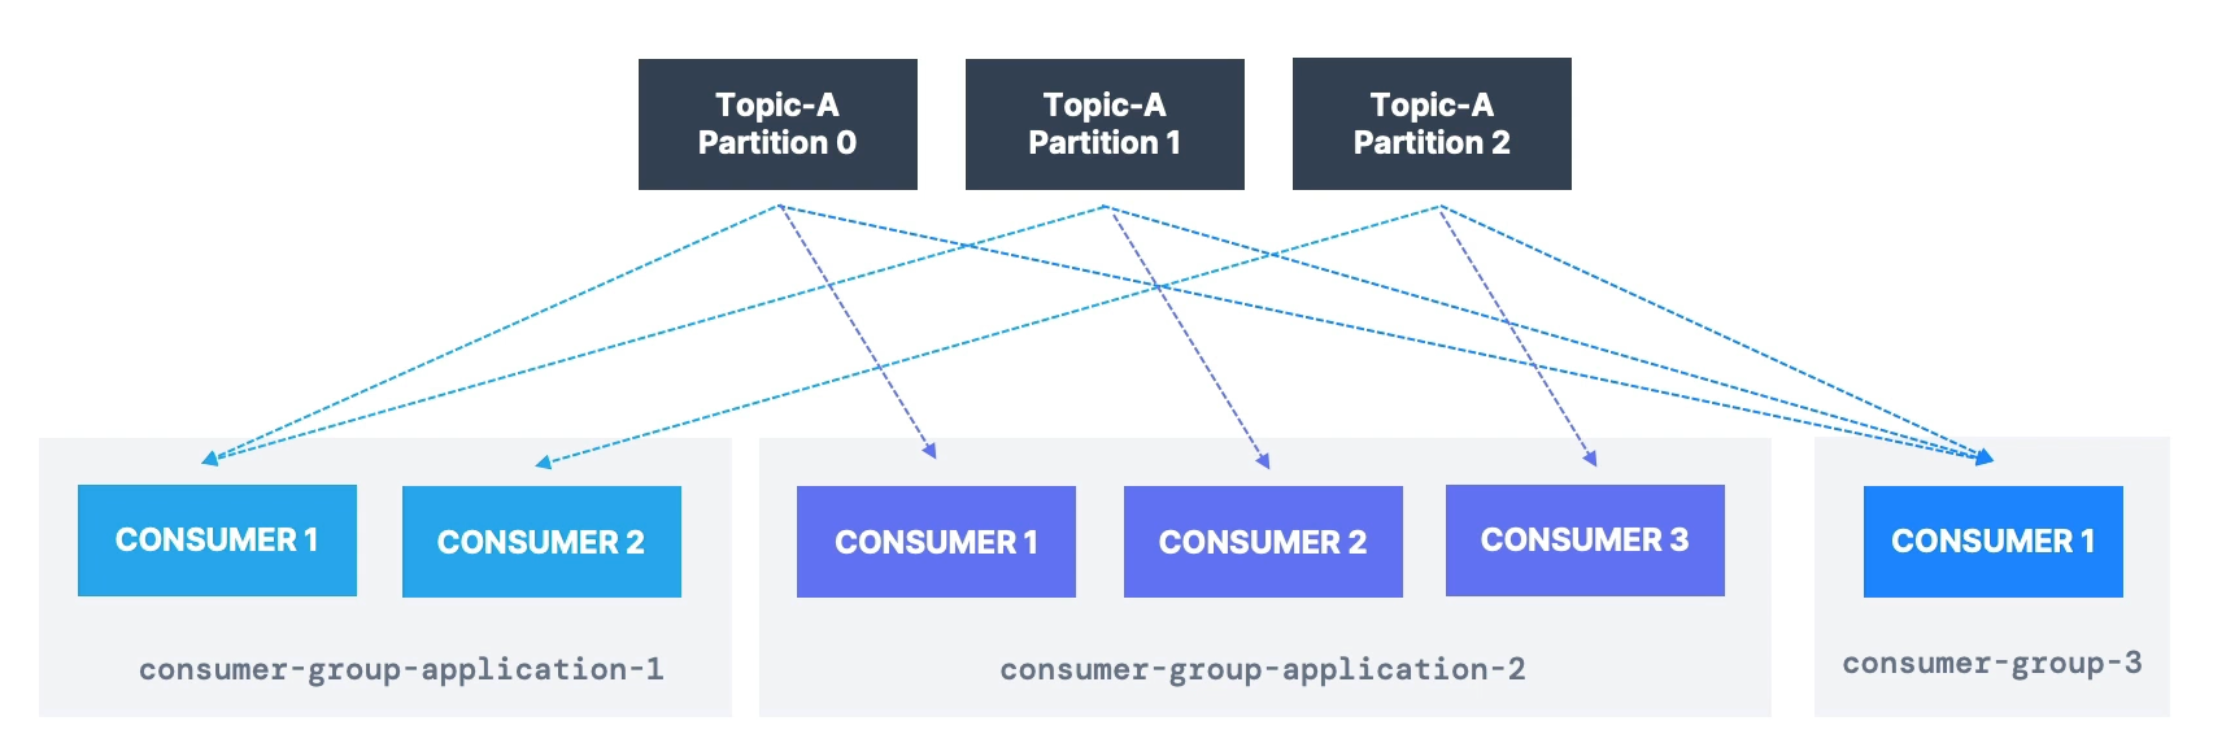 Topic-A
Partition 0
Topic-A
Partition 1
Topic-A
Partition 2
CONSUMER 1
CONSUMER 2
CONSUMER 1
CONSUMER 2
CONSUMER 3
CONSUMER 1
consumer-group-application-1
consumer-group-application-2
consumer-group-3